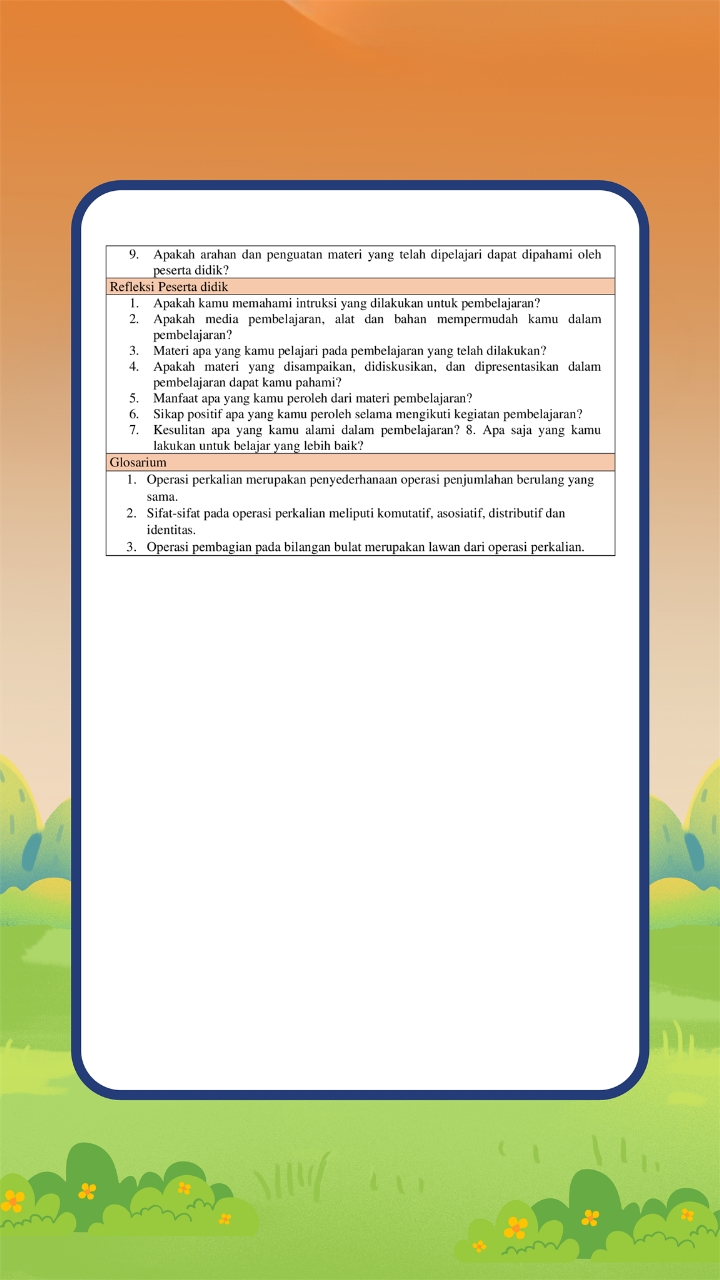 9. Apakah arahan dan penguatan materi yang telah dipelajari dapat dipahami oleh
peserta didik?
Refleksi Peserta didik
1. Apakah kamu memahami intruksi yang dilakukan untuk pembelajaran?
2. Apakah media pembelajaran, alat dan bahan mempermudah kamu dalam
pembelajaran?
3. Materi apa yang kamu pelajari pada pembelajaran yang telah dilakukan?
4. Apakah materi yang disampaikan, didiskusikan, dan dipresentasikan dalam
pembelajaran dapat kamu pahami?
5. Manfaat apa yang kamu peroleh dari materi pembelajaran?
6. Sikap positif apa yang kamu peroleh selama mengikuti kegiatan pembelajaran?
7. Kesulitan apa yang kamu alami dalam pembelajaran? 8. Apa saja yang kamu
lakukan untuk belajar yang lebih baik?
Glosarium
1. Operasi perkalian merupakan penyederhanaan operasi penjumlahan berulang yang
sama.
2. Sifat-sifat pada operasi perkalian meliputi komutatif, asosiatif, distributif dan
identitas.
3. Operasi pembagian pada bilangan bulat merupakan lawan dari operasi perkalian.